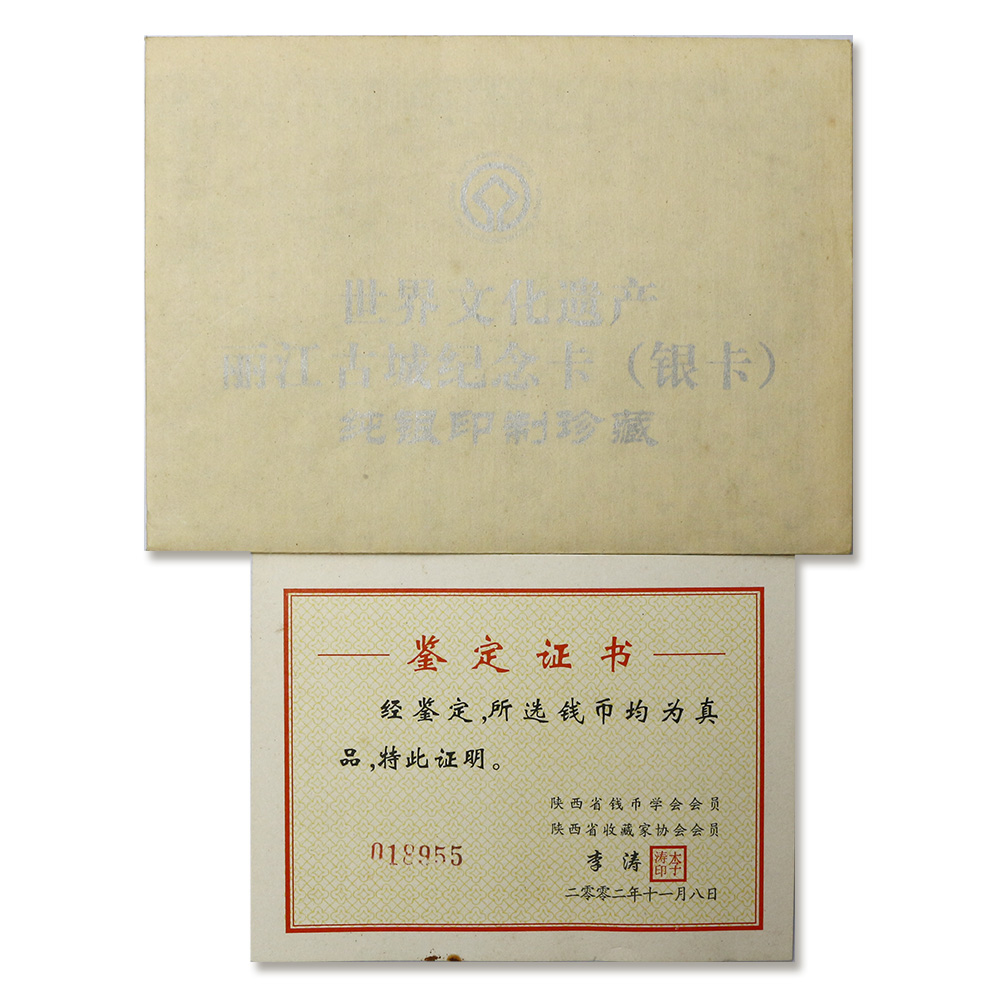 世界文化遗产
丽江古城纪念卡（银卡）
纯银印制珍藏
鉴定证书
经鉴定,所选钱币均为真
品,特此证明。
陕西省钱币学会会员
陕西省收藏家协会会员
018955
李涛
李涛印
二零零二年十一月八日